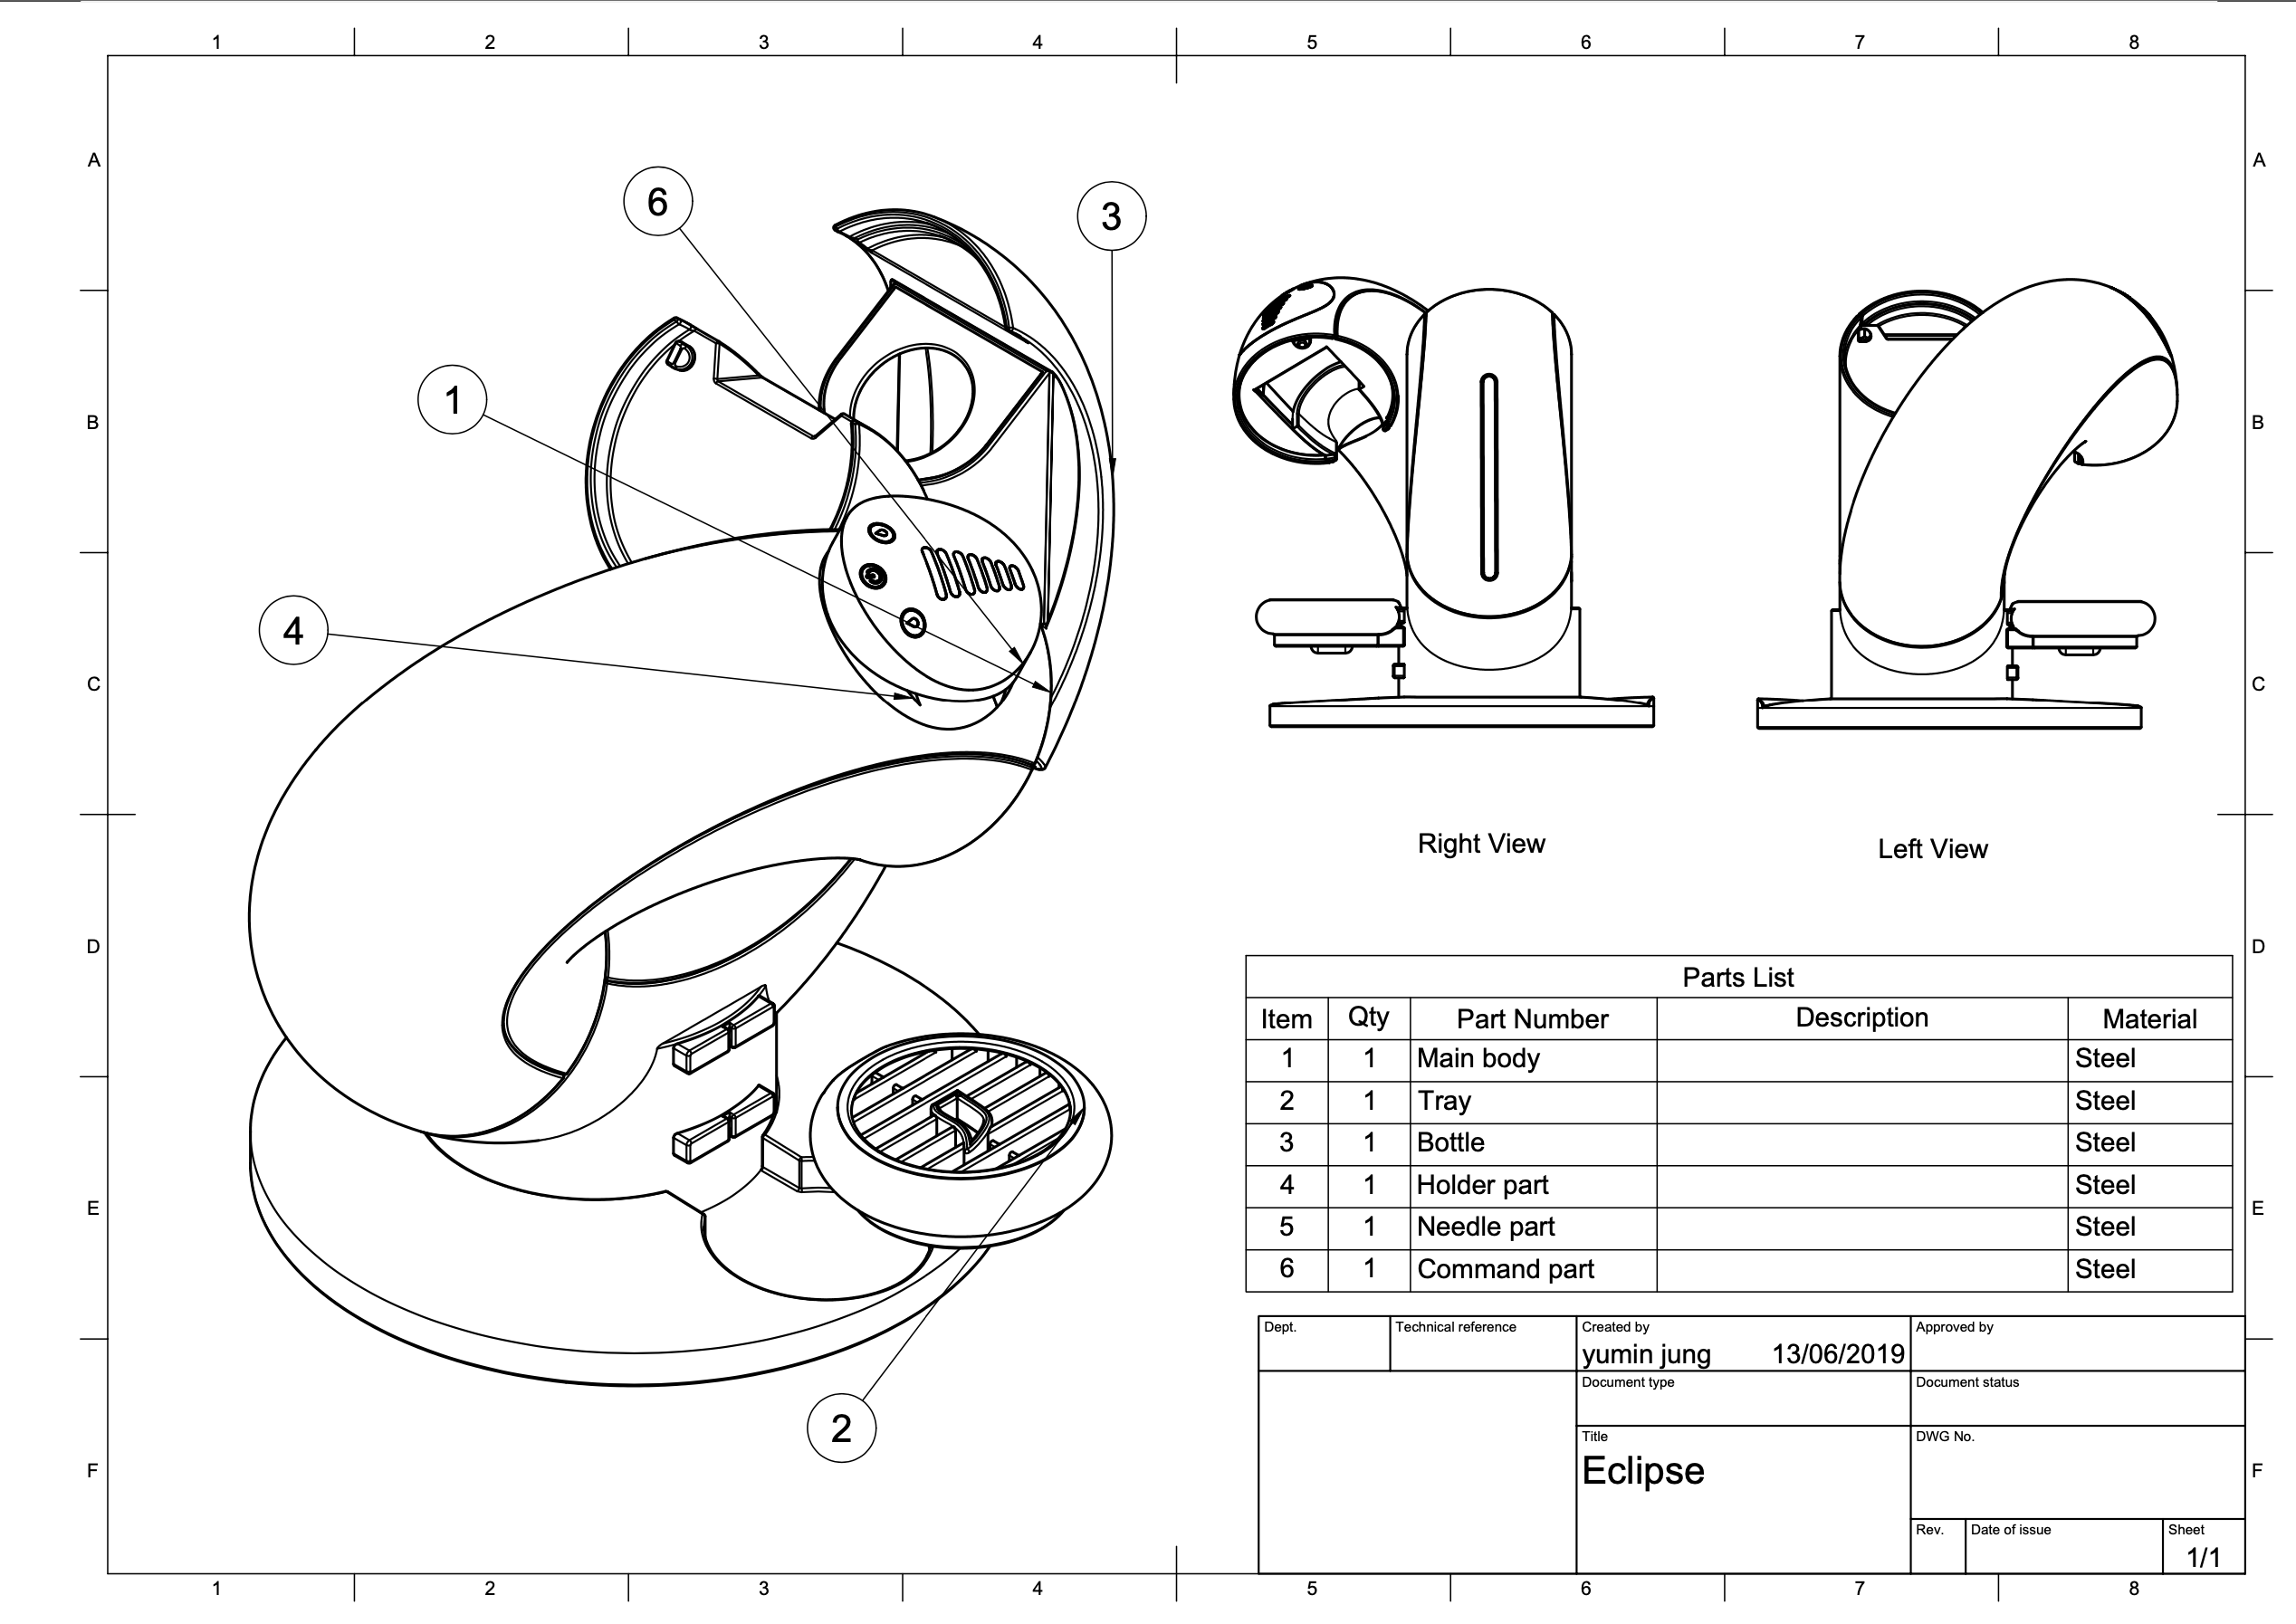 1 2 3 4 5 6 7 8
A A
6
3
B B
1
4
C C
Right View
Left View
D D
Parts List
Item Qty Part Number Description Material
1 1 Main body Steel
2 1 Tray Steel
3 1 Bottle Steel
4 1 Holder part Steel
5 1 Needle part Steel
6 1 Command part Steel
E E
2
Dept. Technical reference Created by Approved by
yumin jung 13/06/2019
Document type Document status
Title DWG No.
Eclipse
F F
Rev. Date of issue Sheet
1/1
1 2 3 4 5 6 7 8